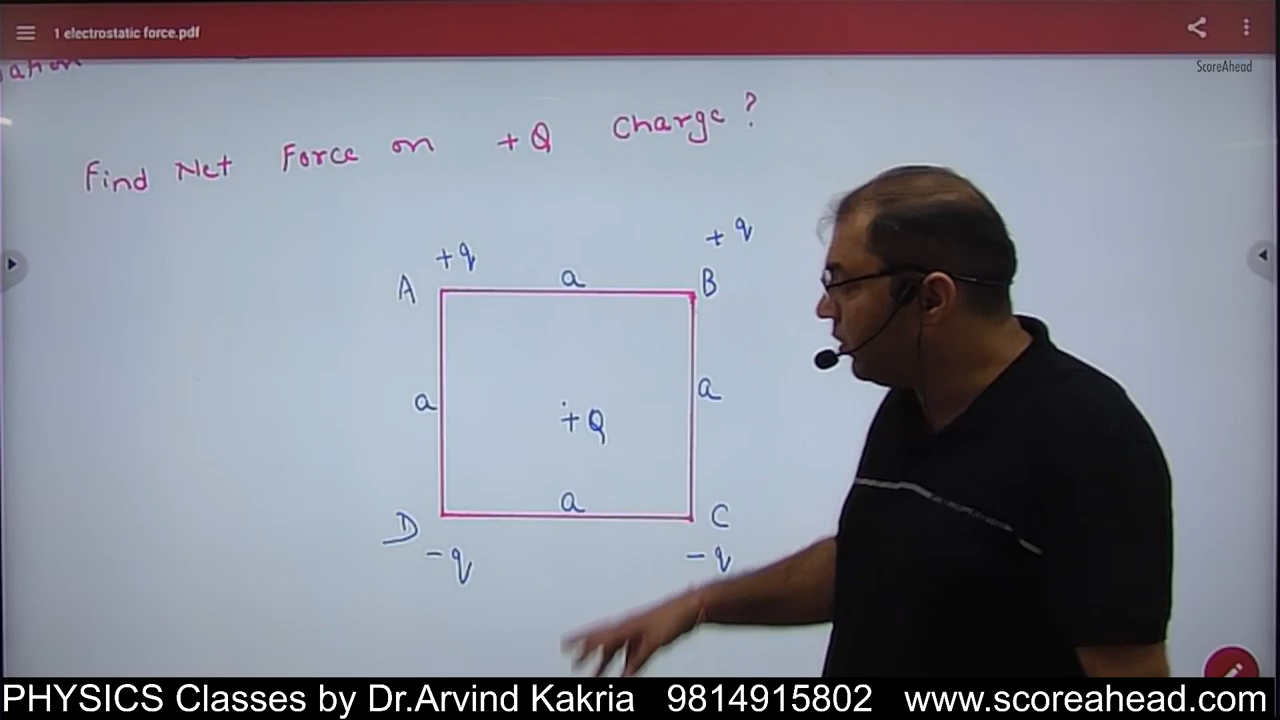 1 electrostatic force.pdf
ScoreAhead
ation
Find Net Force on +Q Charge?
+q
+q
A
a
B
a
a
+Q
a
D
C
-q
-q
PHYSICS Classes by Dr.Arvind Kakria 9814915802 www.scoreahead.com